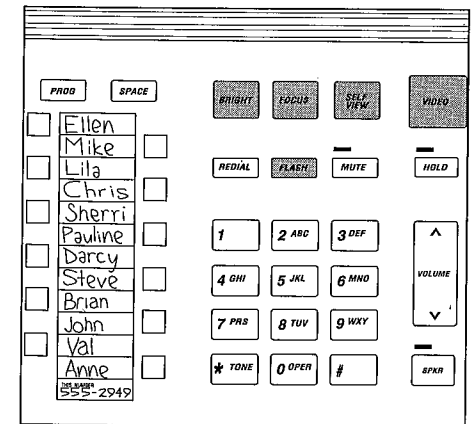 PROG SPACE
BRIGHT FOCUS SELF VIEW VIDEO
Ellen
Mike
Lila
Chris
Sherri
Pauline
Darcy
Steve
Brian
John
Val
Anne
THIS NUMBER
555-2949
REDIAL FLASH MUTE HOLD
1 2 ABC 3 DEF
4 GHI 5 JKL 6 MNO
7 PRS 8 TUV 9 WXY
* TONE 0 OPER #
VOLUME
SPKR